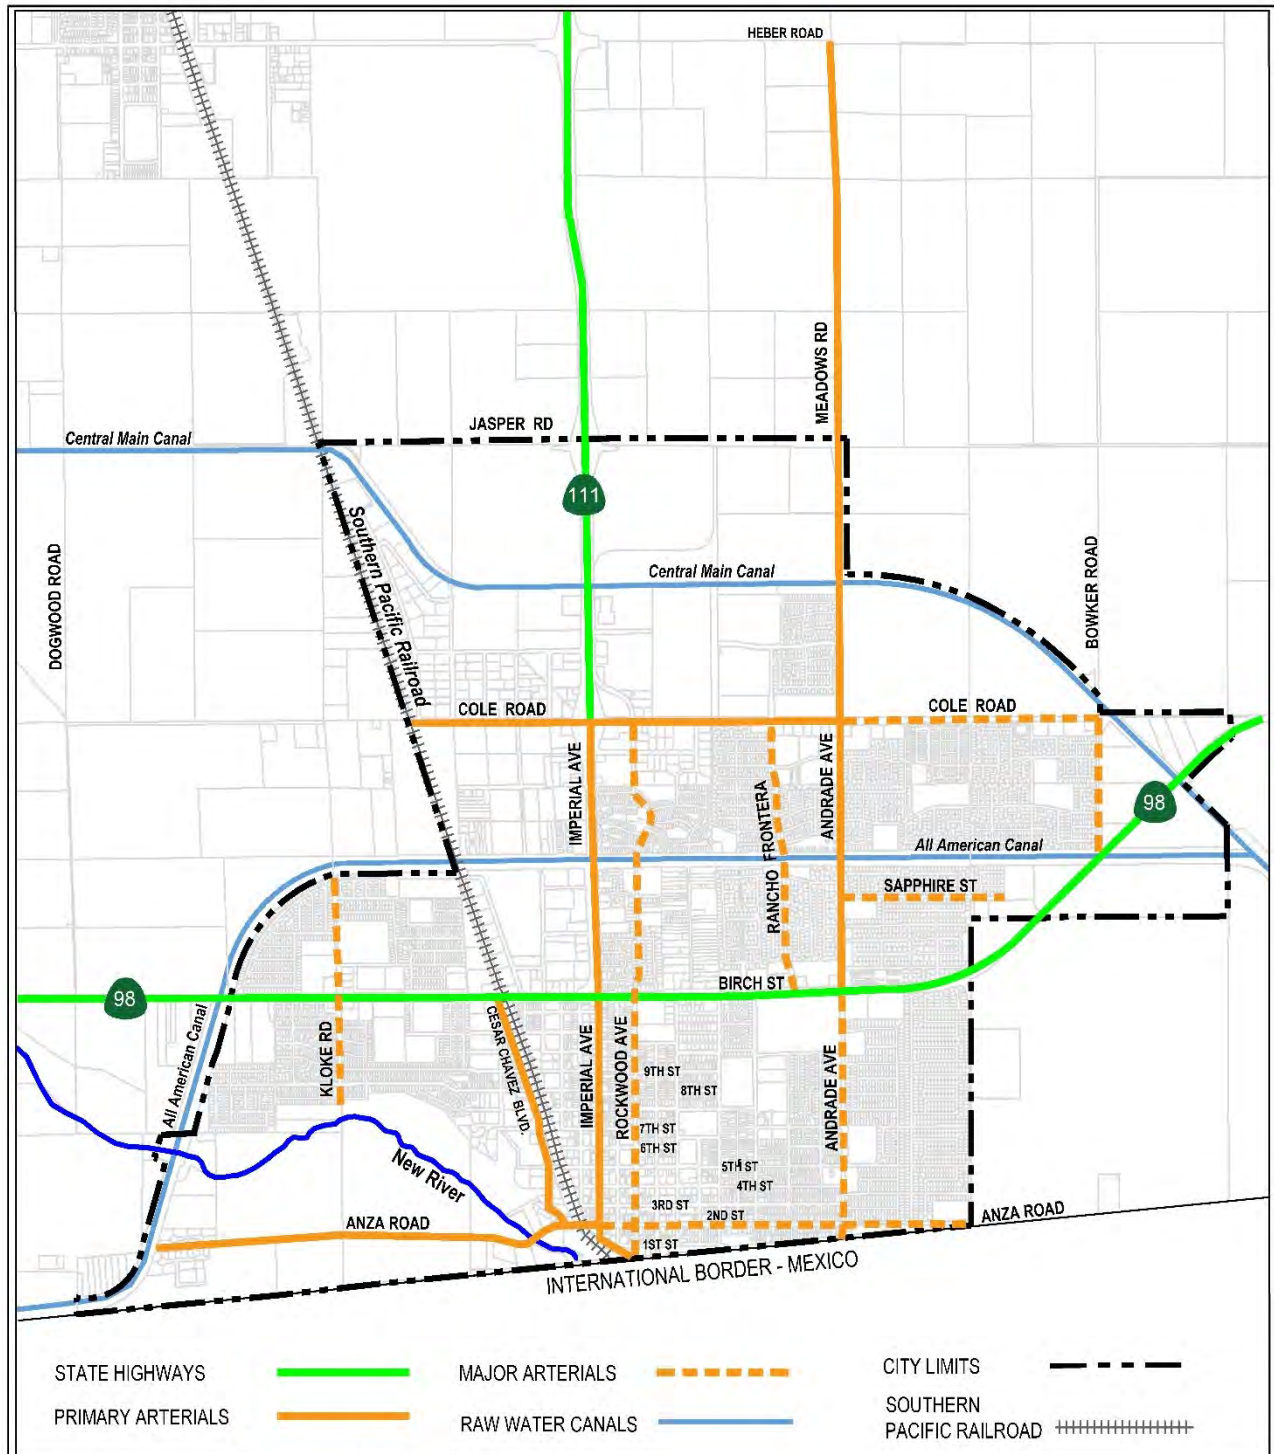 HEBER ROAD
MEADOWS RD
JASPER RD
Central Main Canal
111
Southern Pacific Railroad
DOGWOOD ROAD
Central Main Canal
BOWKER ROAD
COLE ROAD
COLE ROAD
IMPERIAL AVE
RANCHO FRONTERA
ANDRADE AVE
98
All American Canal
SAPPHIRE ST
BIRCH ST
98
All American Canal
KLOKE RD
CESAR CHAVEZ BLVD.
IMPERIAL AVE
ROCKWOOD AVE
ANDRADE AVE
9TH ST
8TH ST
7TH ST
6TH ST
5TH ST
4TH ST
3RD ST
2ND ST
1ST ST
New River
ANZA ROAD
ANZA ROAD
INTERNATIONAL BORDER - MEXICO
STATE HIGHWAYS
MAJOR ARTERIALS
CITY LIMITS
PRIMARY ARTERIALS
RAW WATER CANALS
SOUTHERN
PACIFIC RAILROAD